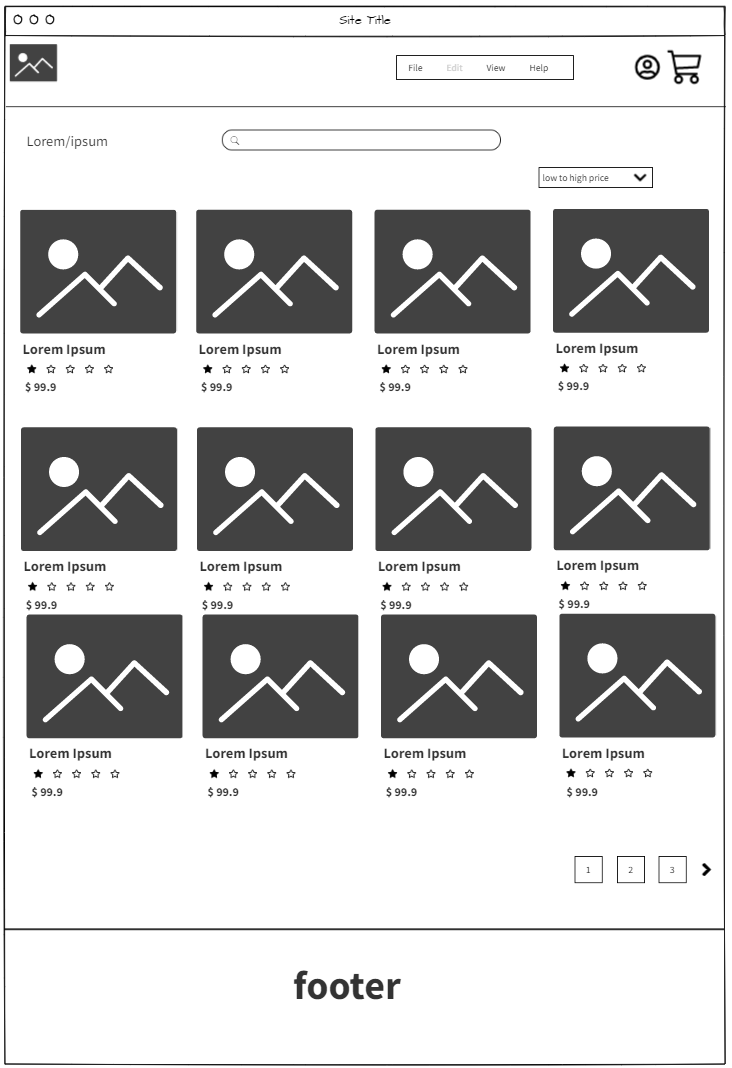 Site Title
File Edit View Help
Lorem/ipsum
low to high price
Lorem Ipsum Lorem Ipsum Lorem Ipsum Lorem Ipsum
$ 99.9 $ 99.9 $ 99.9 $ 99.9
Lorem Ipsum Lorem Ipsum Lorem Ipsum Lorem Ipsum
$ 99.9 $ 99.9 $ 99.9 $ 99.9
Lorem Ipsum Lorem Ipsum Lorem Ipsum Lorem Ipsum
$ 99.9 $ 99.9 $ 99.9 $ 99.9
1 2 3
footer